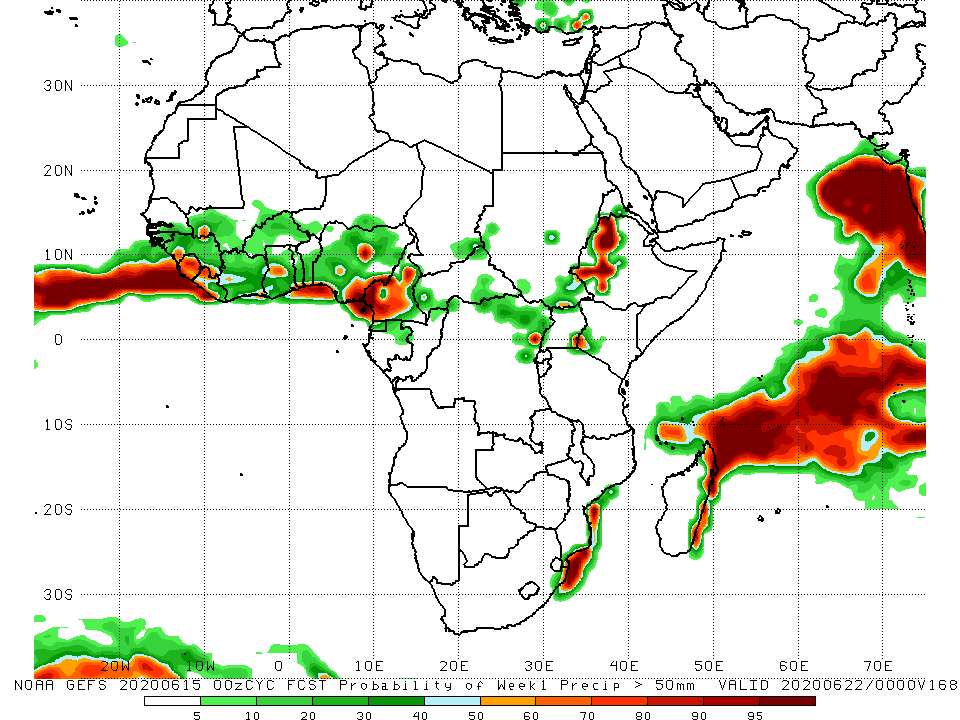 30N
20N
10N
0
10S
20S
30S
20W 10W 0 10E 20E 30E 40E 50E 60E 70E
NOAA GEFS 20200615 00zCYC FCST Probability of Week1 Precip > 50mm VALID 20200622/0000V168
5 10 20 30 40 50 60 70 80 90 95